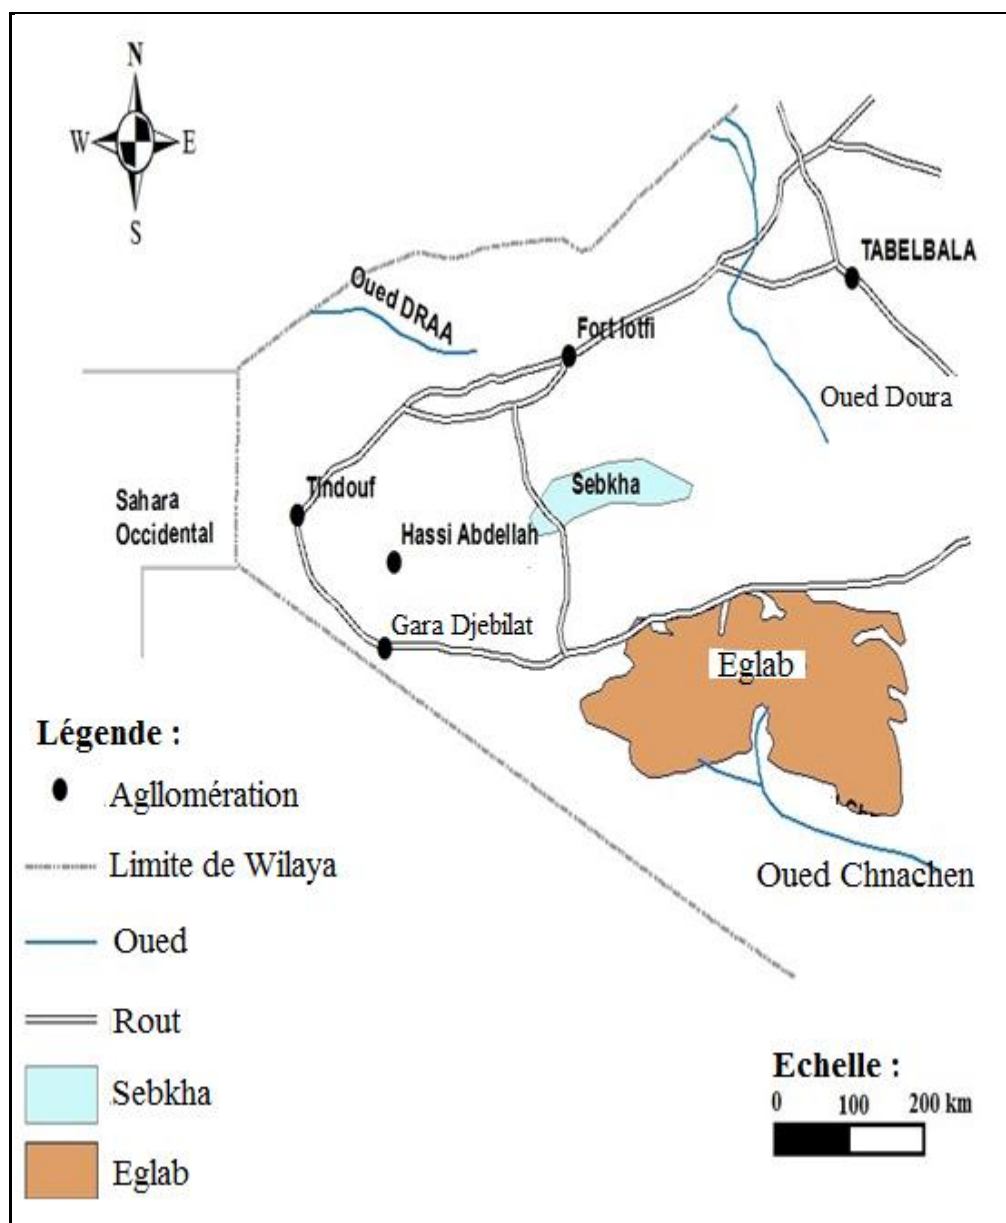 N
W E
S
TABELBALA
Oued DRAA
Fort lotfi
Oued Doura
Tindouf
Sebkha
Sahara
Occidental
Hassi Abdellah
Gara Djebilat
Eglab
Légende :
Agllomération
Limite de Wilaya
Oued Chnachen
Oued
Rout
Echelle :
0 100 200 km
Sebkha
Eglab